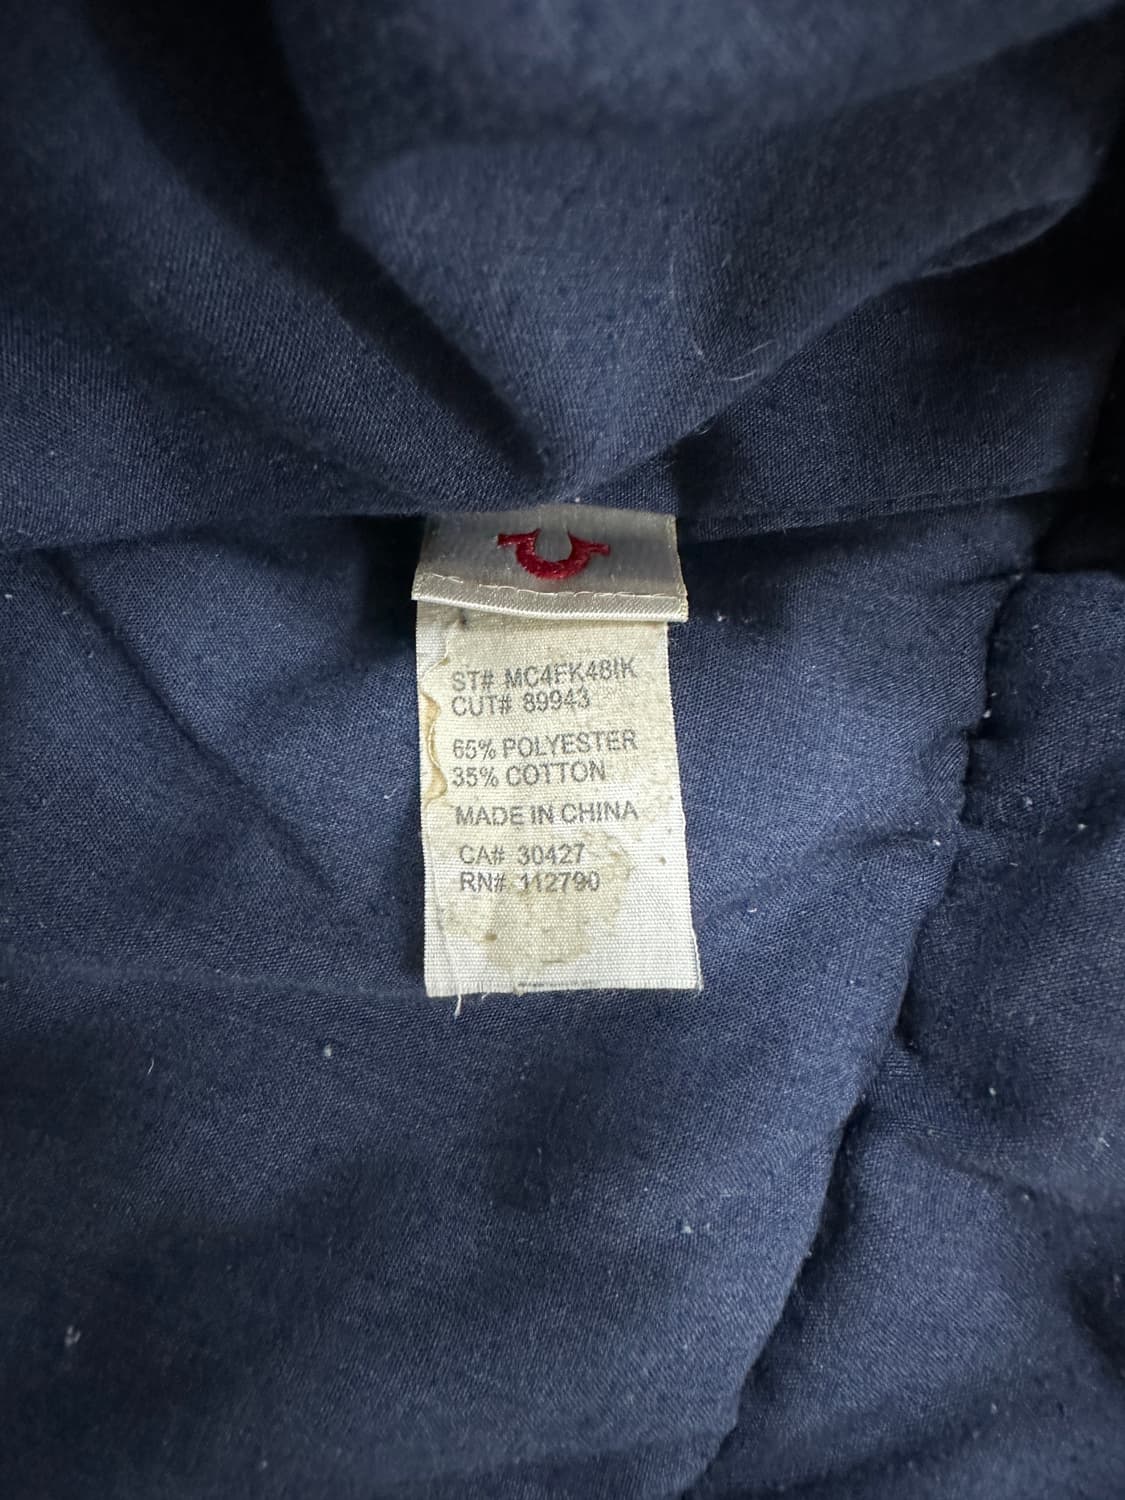 ST# MC4FK48IK
CUT# 89943
65% POLYESTER
35% COTTON
MADE IN CHINA
CA# 30427
RN# 112790